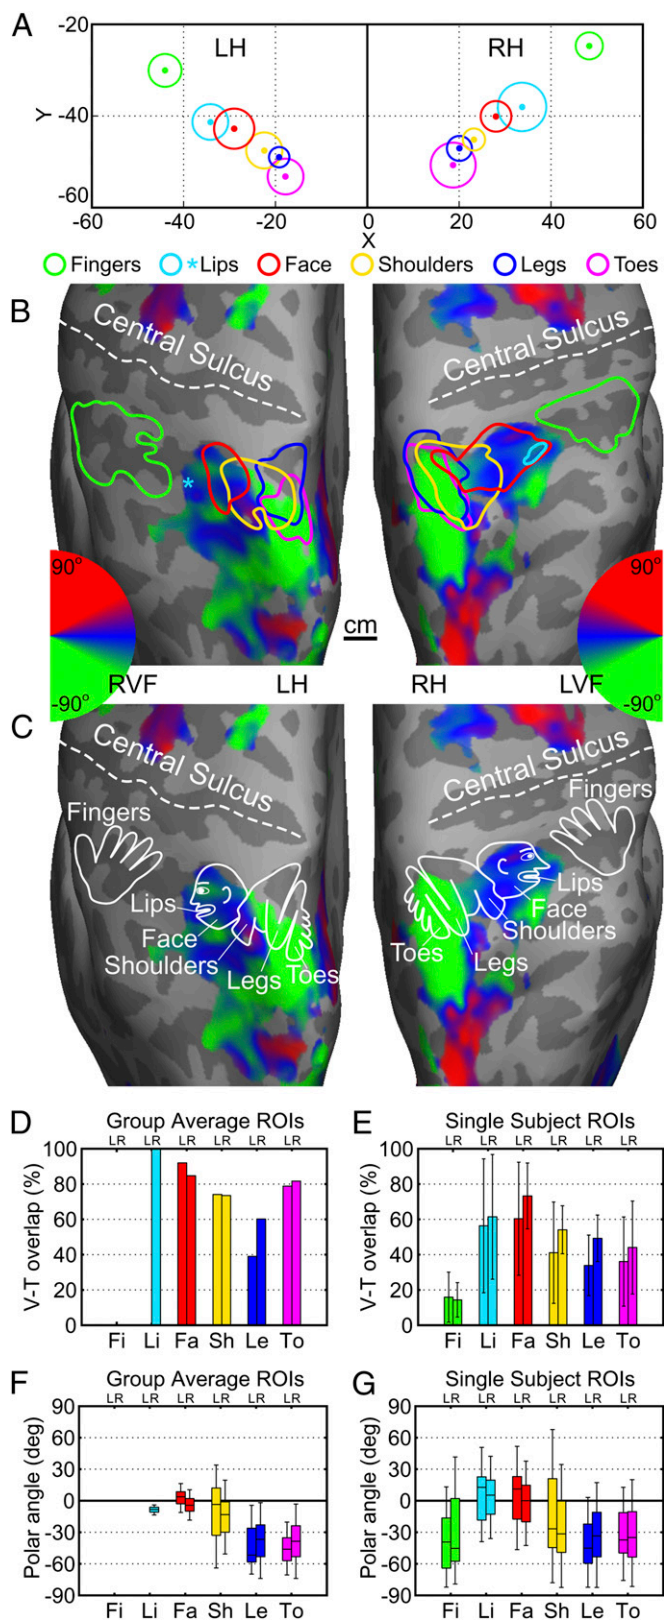 A
-20
LH
RH
Y
-40
-60
-60
-40
-20
0
20
40
60
X
Fingers
*Lips
Face
Shoulders
Legs
Toes
B
Central Sulcus
Central Sulcus
*
90°
90°
cm
-90°
RVF
LH
RH
LVF
-90°
C
Central Sulcus
Central Sulcus
Fingers
Fingers
Lips
Lips
Face
Face
Shoulders
Shoulders
Legs
Toes
Toes
Legs
D
Group Average ROIs
LR LR LR LR LR LR
V-T overlap (%)
100
80
60
40
20
0
Fi Li Fa Sh Le To
E
Single Subject ROIs
LR LR LR LR LR LR
V-T overlap (%)
100
80
60
40
20
0
Fi Li Fa Sh Le To
F
Group Average ROIs
LR LR LR LR LR LR
Polar angle (deg)
90
60
30
0
-30
-60
-90
Fi Li Fa Sh Le To
G
Single Subject ROIs
LR LR LR LR LR LR
Polar angle (deg)
90
60
30
0
-30
-60
-90
Fi Li Fa Sh Le To